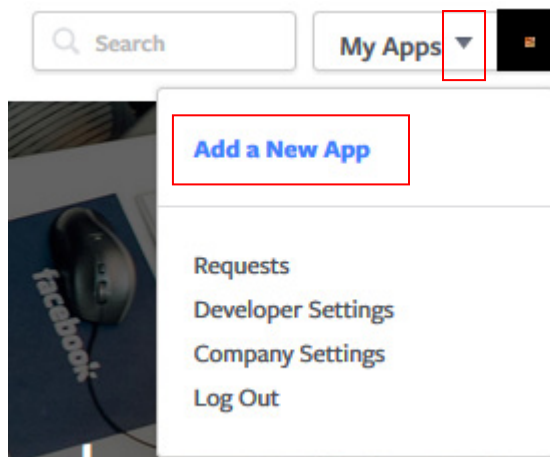 Search
My Apps
Add a New App
Requests
Developer Settings
Company Settings
Log Out
facebook